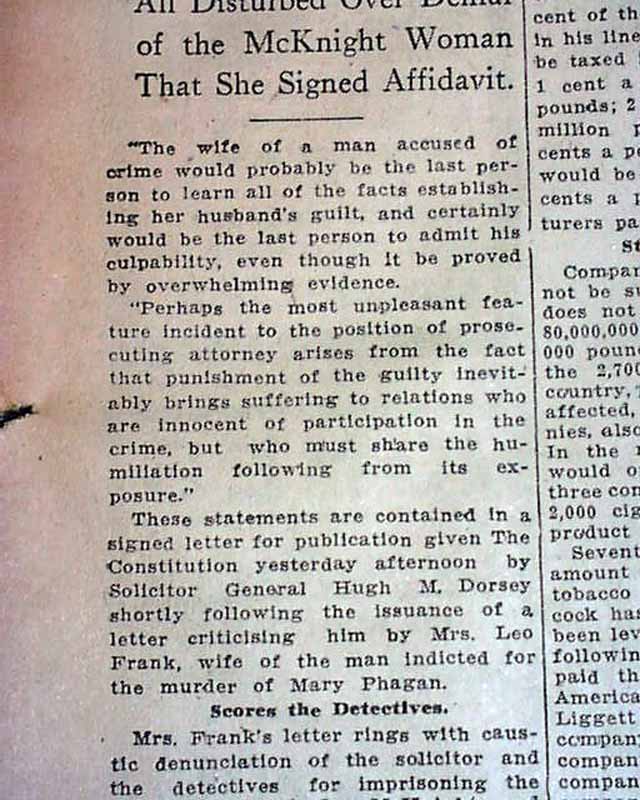 All Disturbed Over Denial
of the McKnight Woman
That She Signed Affidavit.
"The wife of a man accused of
crime would probably be the last per-
son to learn all of the facts establish-
ing her husband's guilt, and certainly
would be the last person to admit his
culpability, even though it be proved
by overwhelming evidence.
"Perhaps the most unpleasant fea-
ture incident to the position of prose-
cuting attorney arises from the fact
that punishment of the guilty inevit-
ably brings suffering to relations who
are innocent of participation in the
crime, but who must share the hu-
miliation following from its ex-
posure."
These statements are contained in a
signed letter for publication given The
Constitution yesterday afternoon by
Solicitor General Hugh M. Dorsey
shortly following the issuance of a
letter criticising him by Mrs. Leo
Frank, wife of the man indicted for
the murder of Mary Phagan.
Scores the Detectives.
Mrs. Frank's letter rings with caus-
tic denunciation of the solicitor and
the detectives for imprisoning the
cent of th
in his line
be taxed
1 cent a
pounds; 2
million p
cents a po
would be
cents a p
turers pa
St
Compan
not be su
does not
80,000,000
000 pound
the 2,700
country,
affected,
nies, also
In the
would o
three con
2,000 cig
product
Sevent
amount
tobacco
cock has
been lev
following
paid th
America
Liggett
company
company
compan